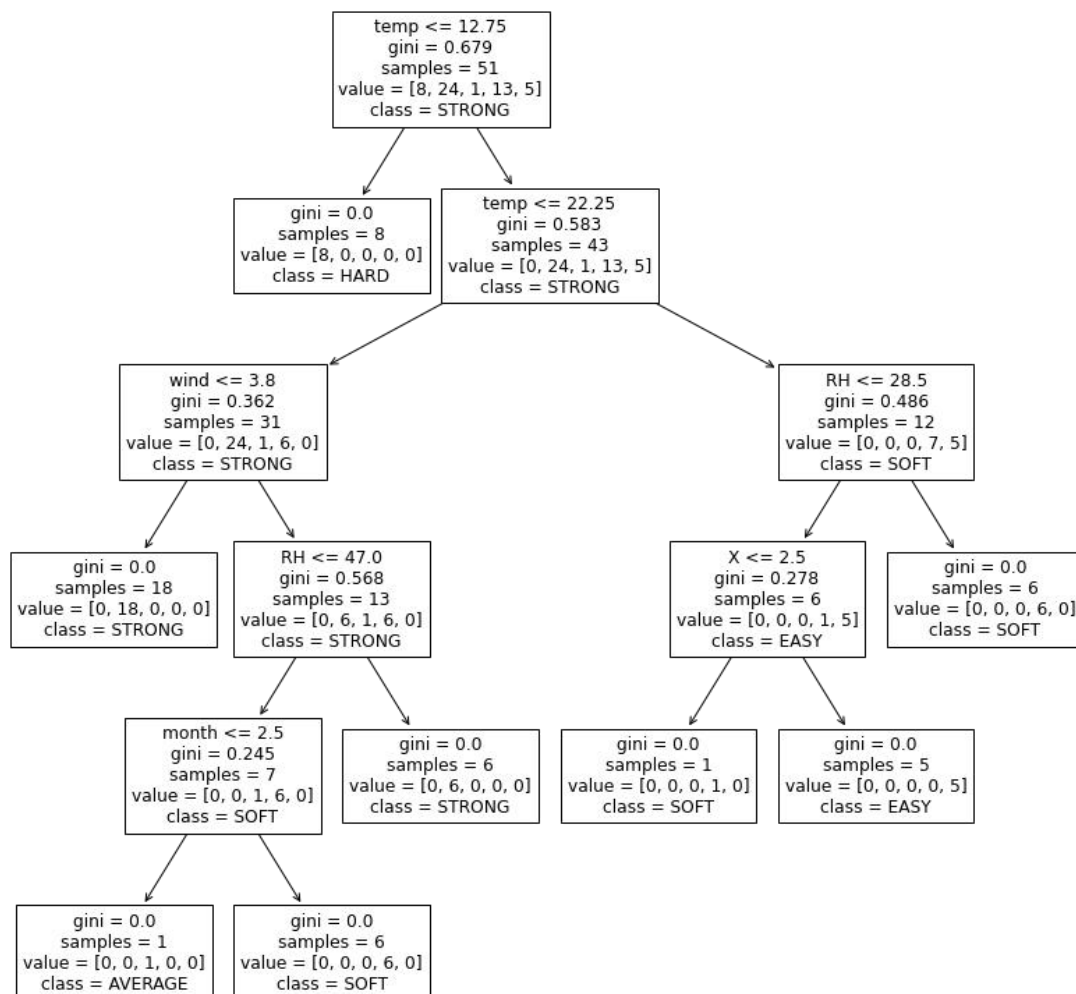 temp <= 12.75
gini = 0.679
samples = 51
value = [8, 24, 1, 13, 5]
class = STRONG
gini = 0.0
samples = 8
value = [8, 0, 0, 0, 0]
class = HARD
temp <= 22.25
gini = 0.583
samples = 43
value = [0, 24, 1, 13, 5]
class = STRONG
wind <= 3.8
gini = 0.362
samples = 31
value = [0, 24, 1, 6, 0]
class = STRONG
RH <= 28.5
gini = 0.486
samples = 12
value = [0, 0, 0, 7, 5]
class = SOFT
gini = 0.0
samples = 18
value = [0, 18, 0, 0, 0]
class = STRONG
RH <= 47.0
gini = 0.568
samples = 13
value = [0, 6, 1, 6, 0]
class = STRONG
X <= 2.5
gini = 0.278
samples = 6
value = [0, 0, 0, 1, 5]
class = EASY
gini = 0.0
samples = 6
value = [0, 0, 0, 6, 0]
class = SOFT
month <= 2.5
gini = 0.245
samples = 7
value = [0, 0, 1, 6, 0]
class = SOFT
gini = 0.0
samples = 6
value = [0, 6, 0, 0, 0]
class = STRONG
gini = 0.0
samples = 1
value = [0, 0, 0, 1, 0]
class = SOFT
gini = 0.0
samples = 5
value = [0, 0, 0, 0, 5]
class = EASY
gini = 0.0
samples = 1
value = [0, 0, 1, 0, 0]
class = AVERAGE
gini = 0.0
samples = 6
value = [0, 0, 0, 6, 0]
class = SOFT